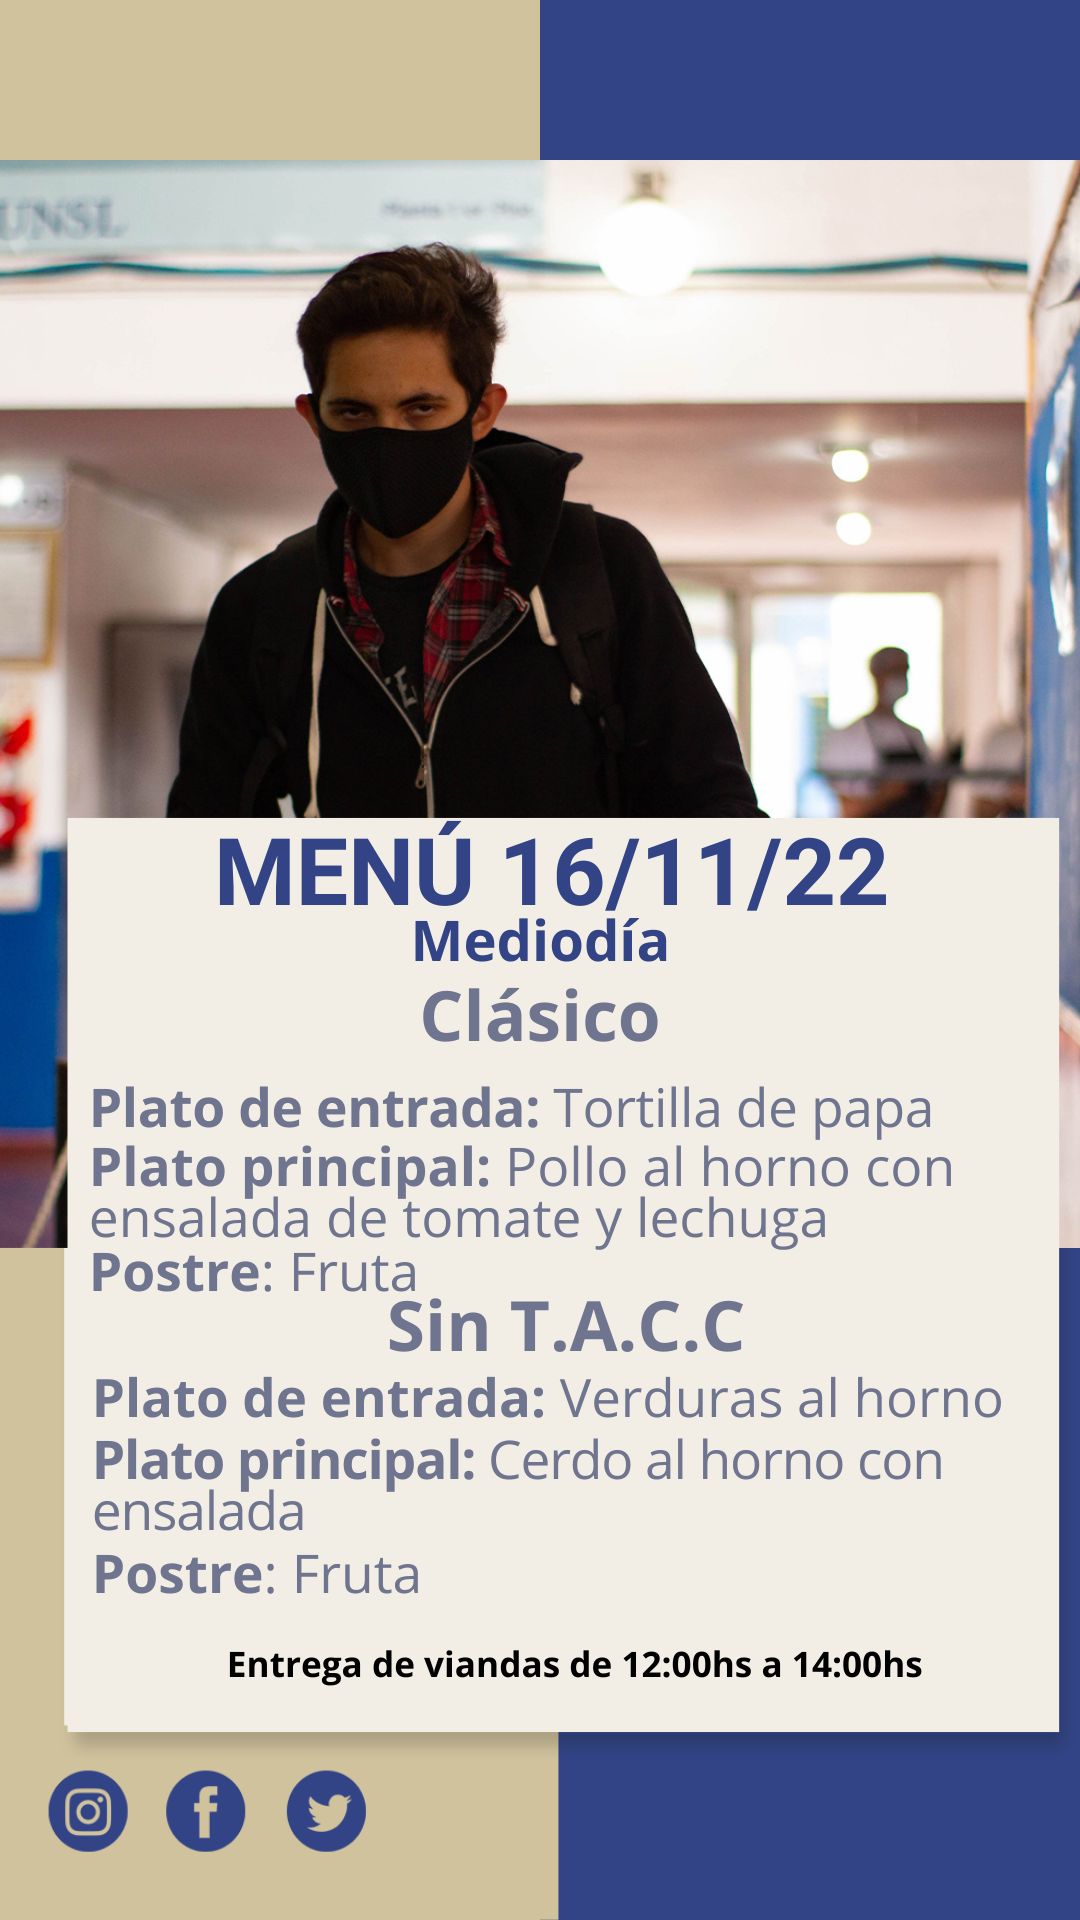 UNSL
MENÚ 16/11/22
Mediodía
Clásico
Plato de entrada: Tortilla de papa
Plato principal: Pollo al horno con
ensalada de tomate y lechuga
Postre: Fruta
Sin T.A.C.C
Plato de entrada: Verduras al horno
Plato principal: Cerdo al horno con
ensalada
Postre: Fruta
Entrega de viandas de 12:00hs a 14:00hs